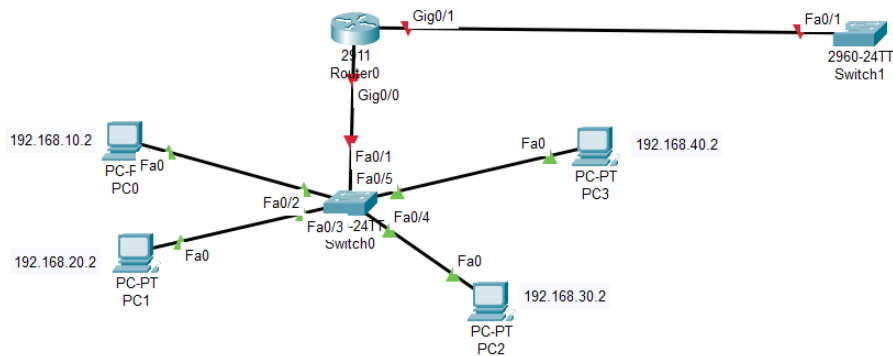 Gig0/1
Fa0/1
2911
Router0
2960-24TT
Switch1
Gig0/0
192.168.10.2
Fa0
PC-F
PC0
Fa0/1
Fa0/5
Fa0
192.168.40.2
PC-PT
PC3
Fa0/2
Fa0/3
-24TT
Switch0
Fa0/4
192.168.20.2
Fa0
PC-PT
PC1
Fa0
192.168.30.2
PC-PT
PC2